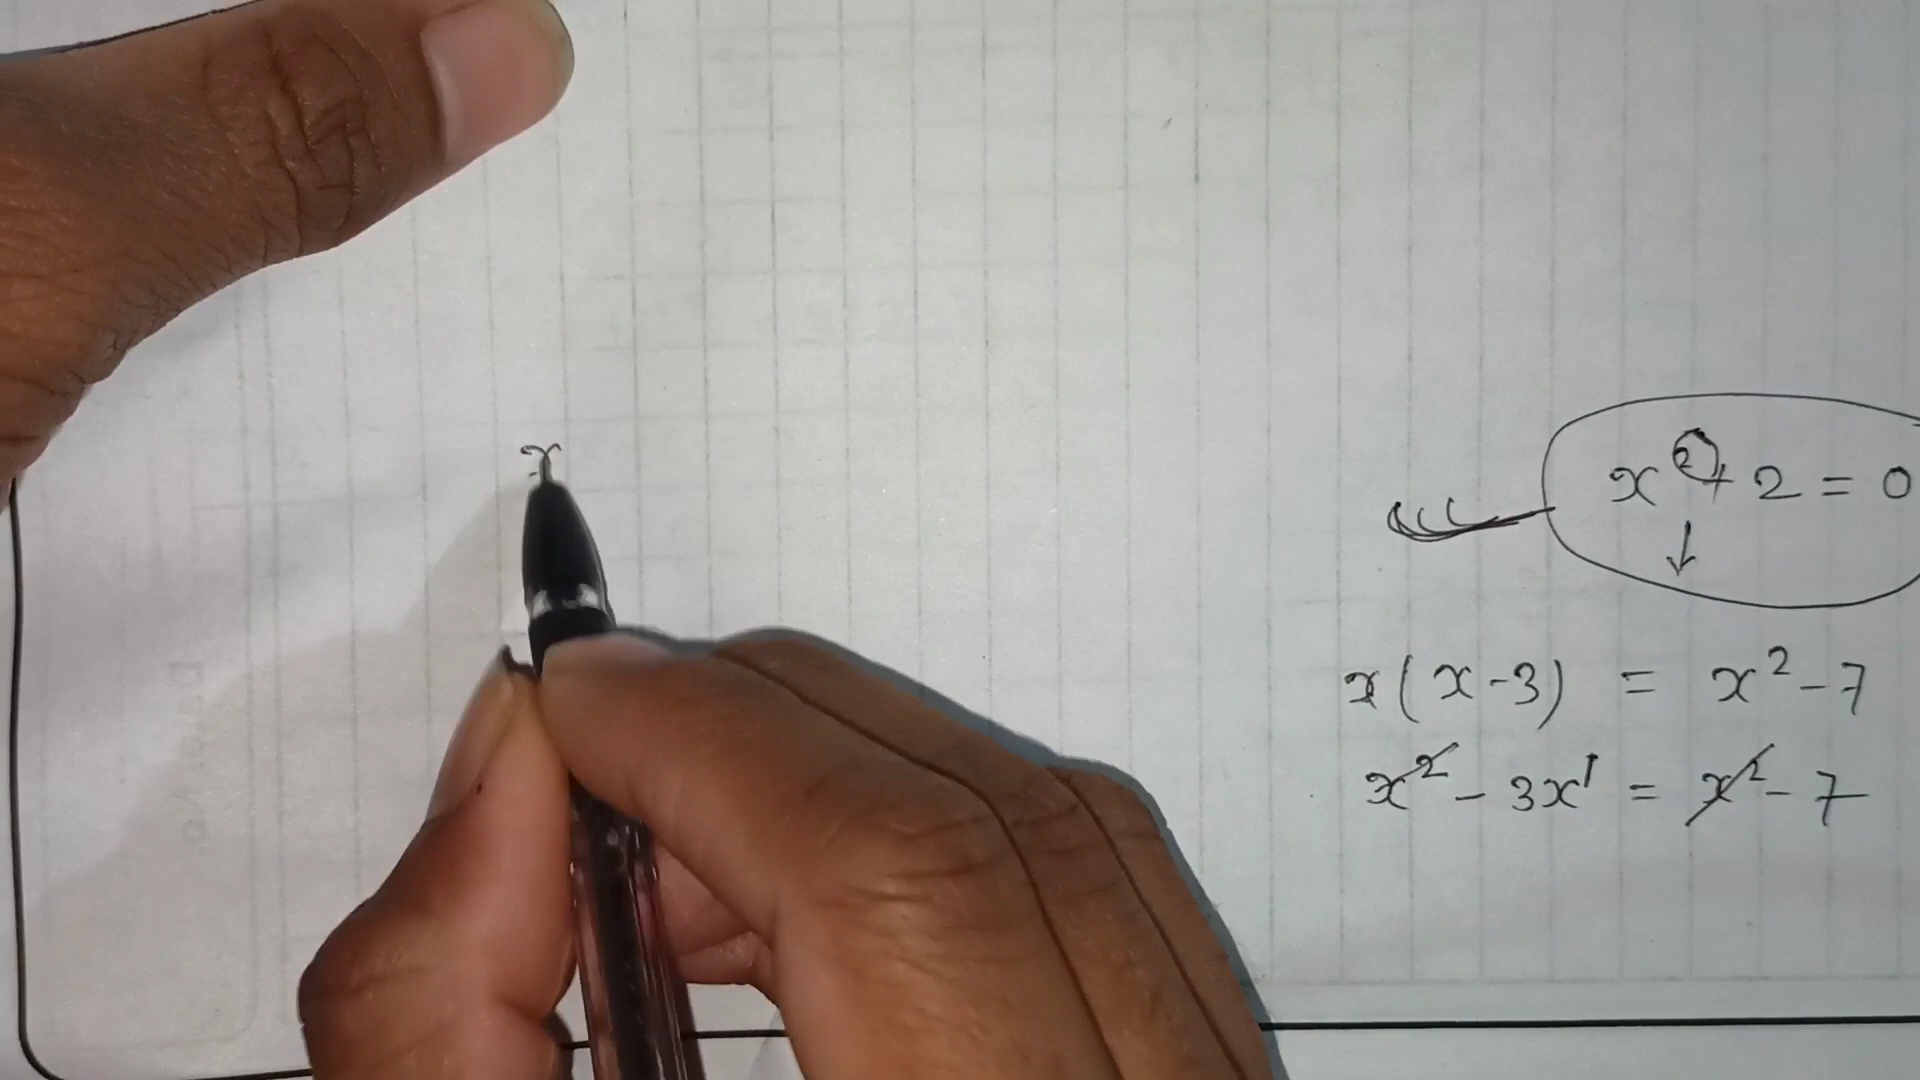 x
x² + 2 = 0
↓
x(x-3) = x² - 7
x² - 3x¹ = x² - 7